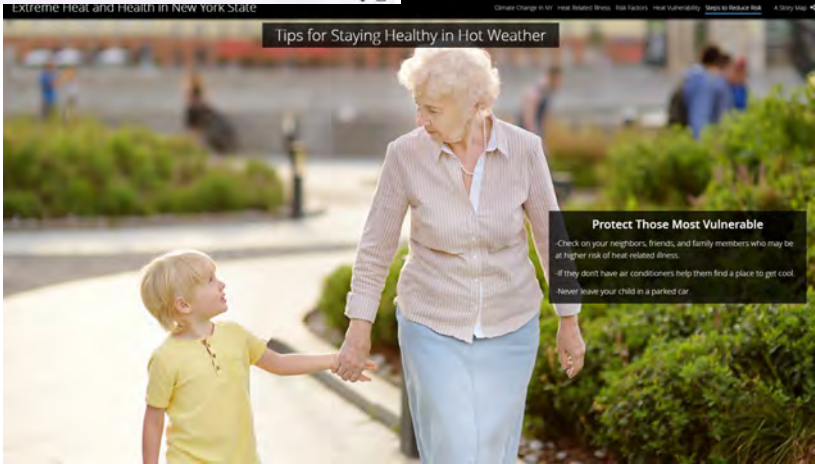 Extreme Heat and Health in New York State
Climate Change in NY Heat Related Illness Risk Factors Heat Vulnerability Steps to Reduce Risk A Story Map
Tips for Staying Healthy in Hot Weather
Protect Those Most Vulnerable
-Check on your neighbors, friends, and family members who may be
at higher risk of heat-related illness.
-If they don't have air conditioners help them find a place to get cool.
-Never leave your child in a parked car.